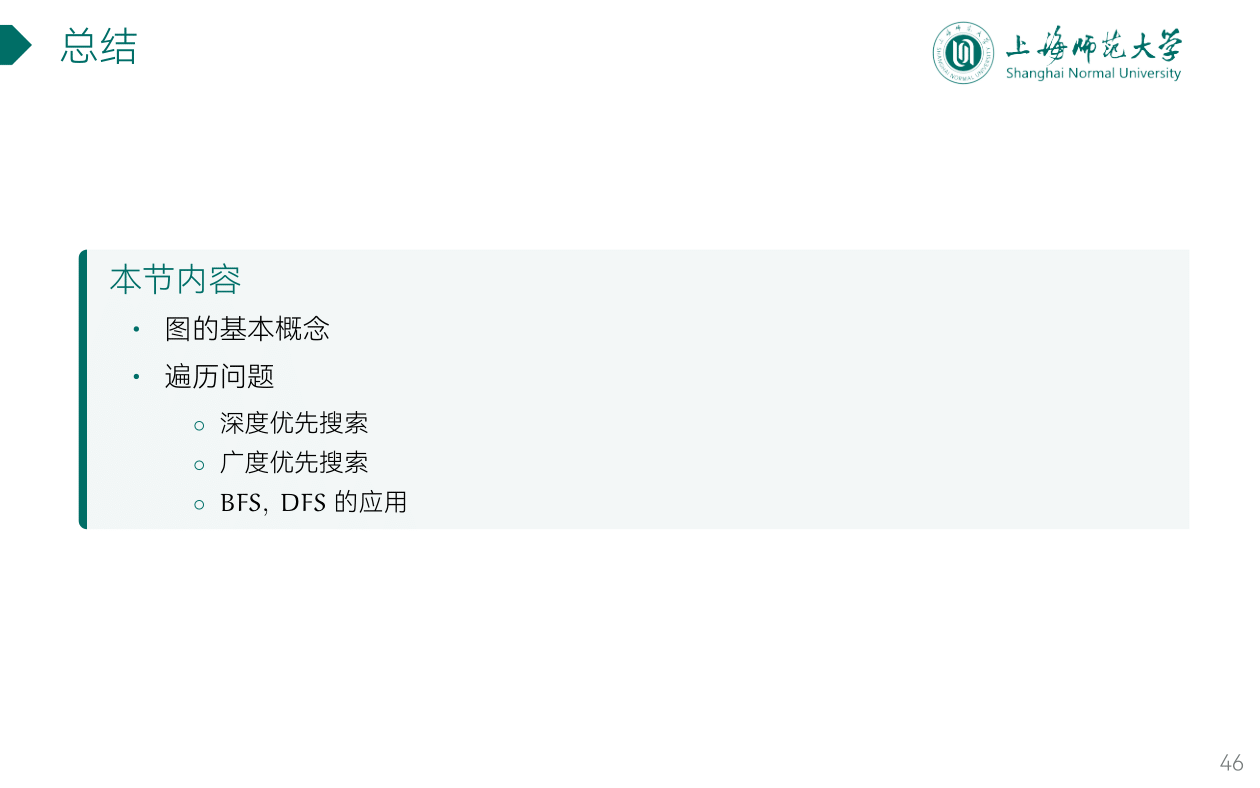 总结
上海师范大学
Shanghai Normal University
本节内容
• 图的基本概念
• 遍历问题
○ 深度优先搜索
○ 广度优先搜索
○ BFS, DFS 的应用
46